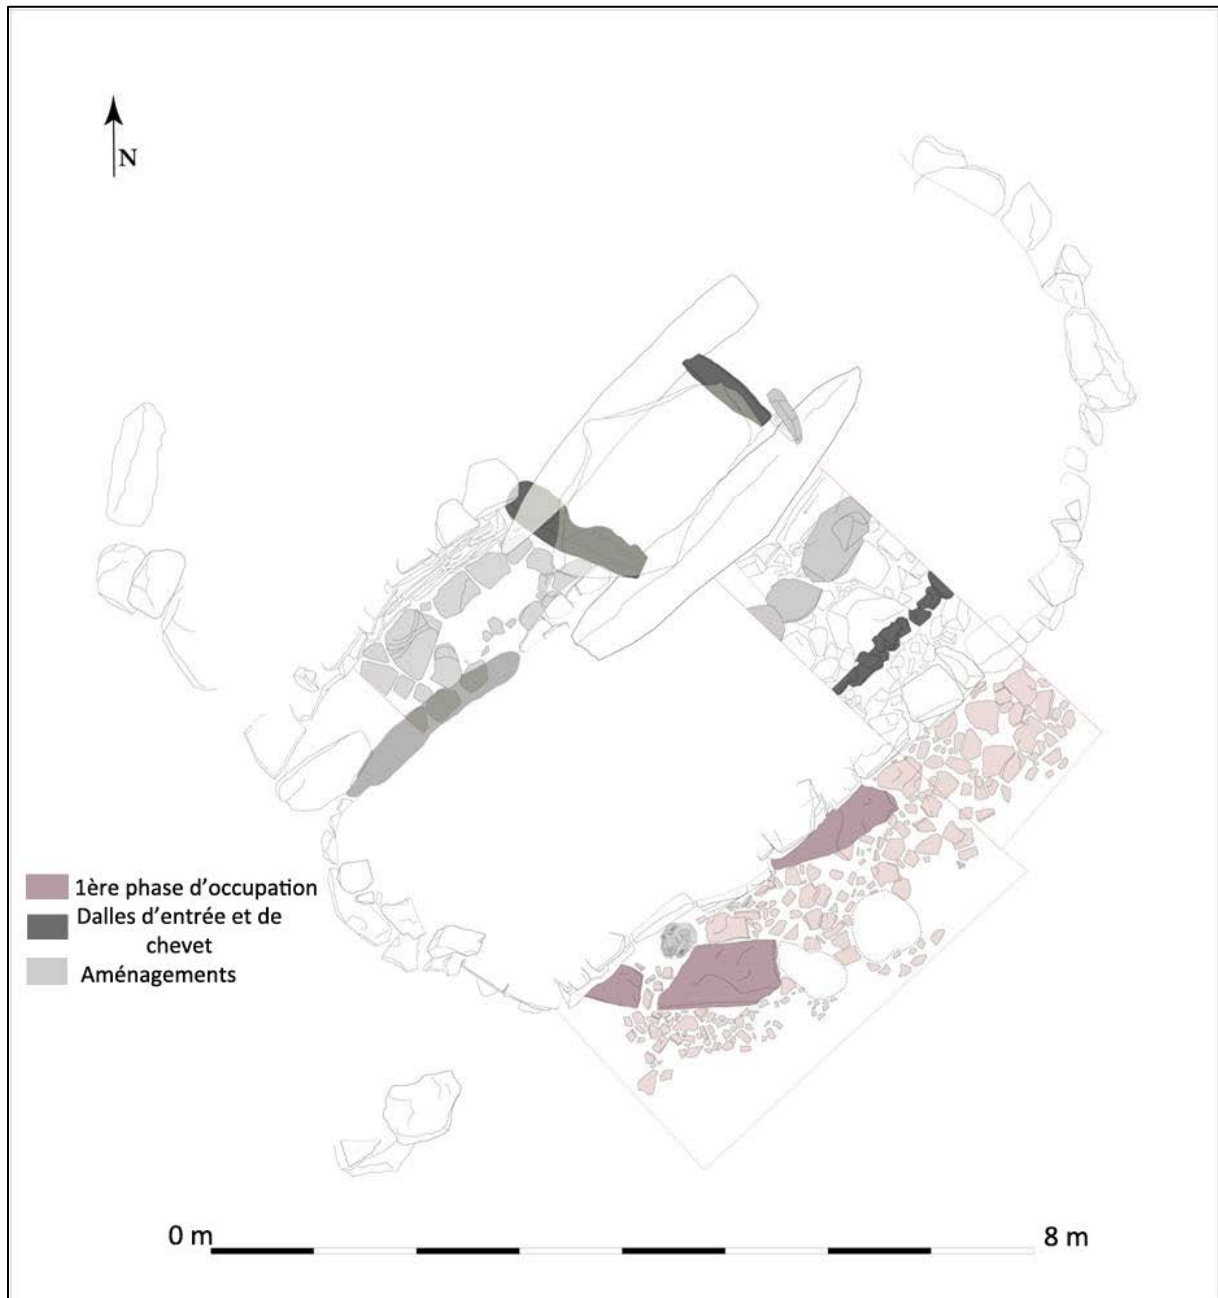 N
1ère phase d'occupation
Dalles d'entrée et de
chevet
Aménagements
0 m
8 m